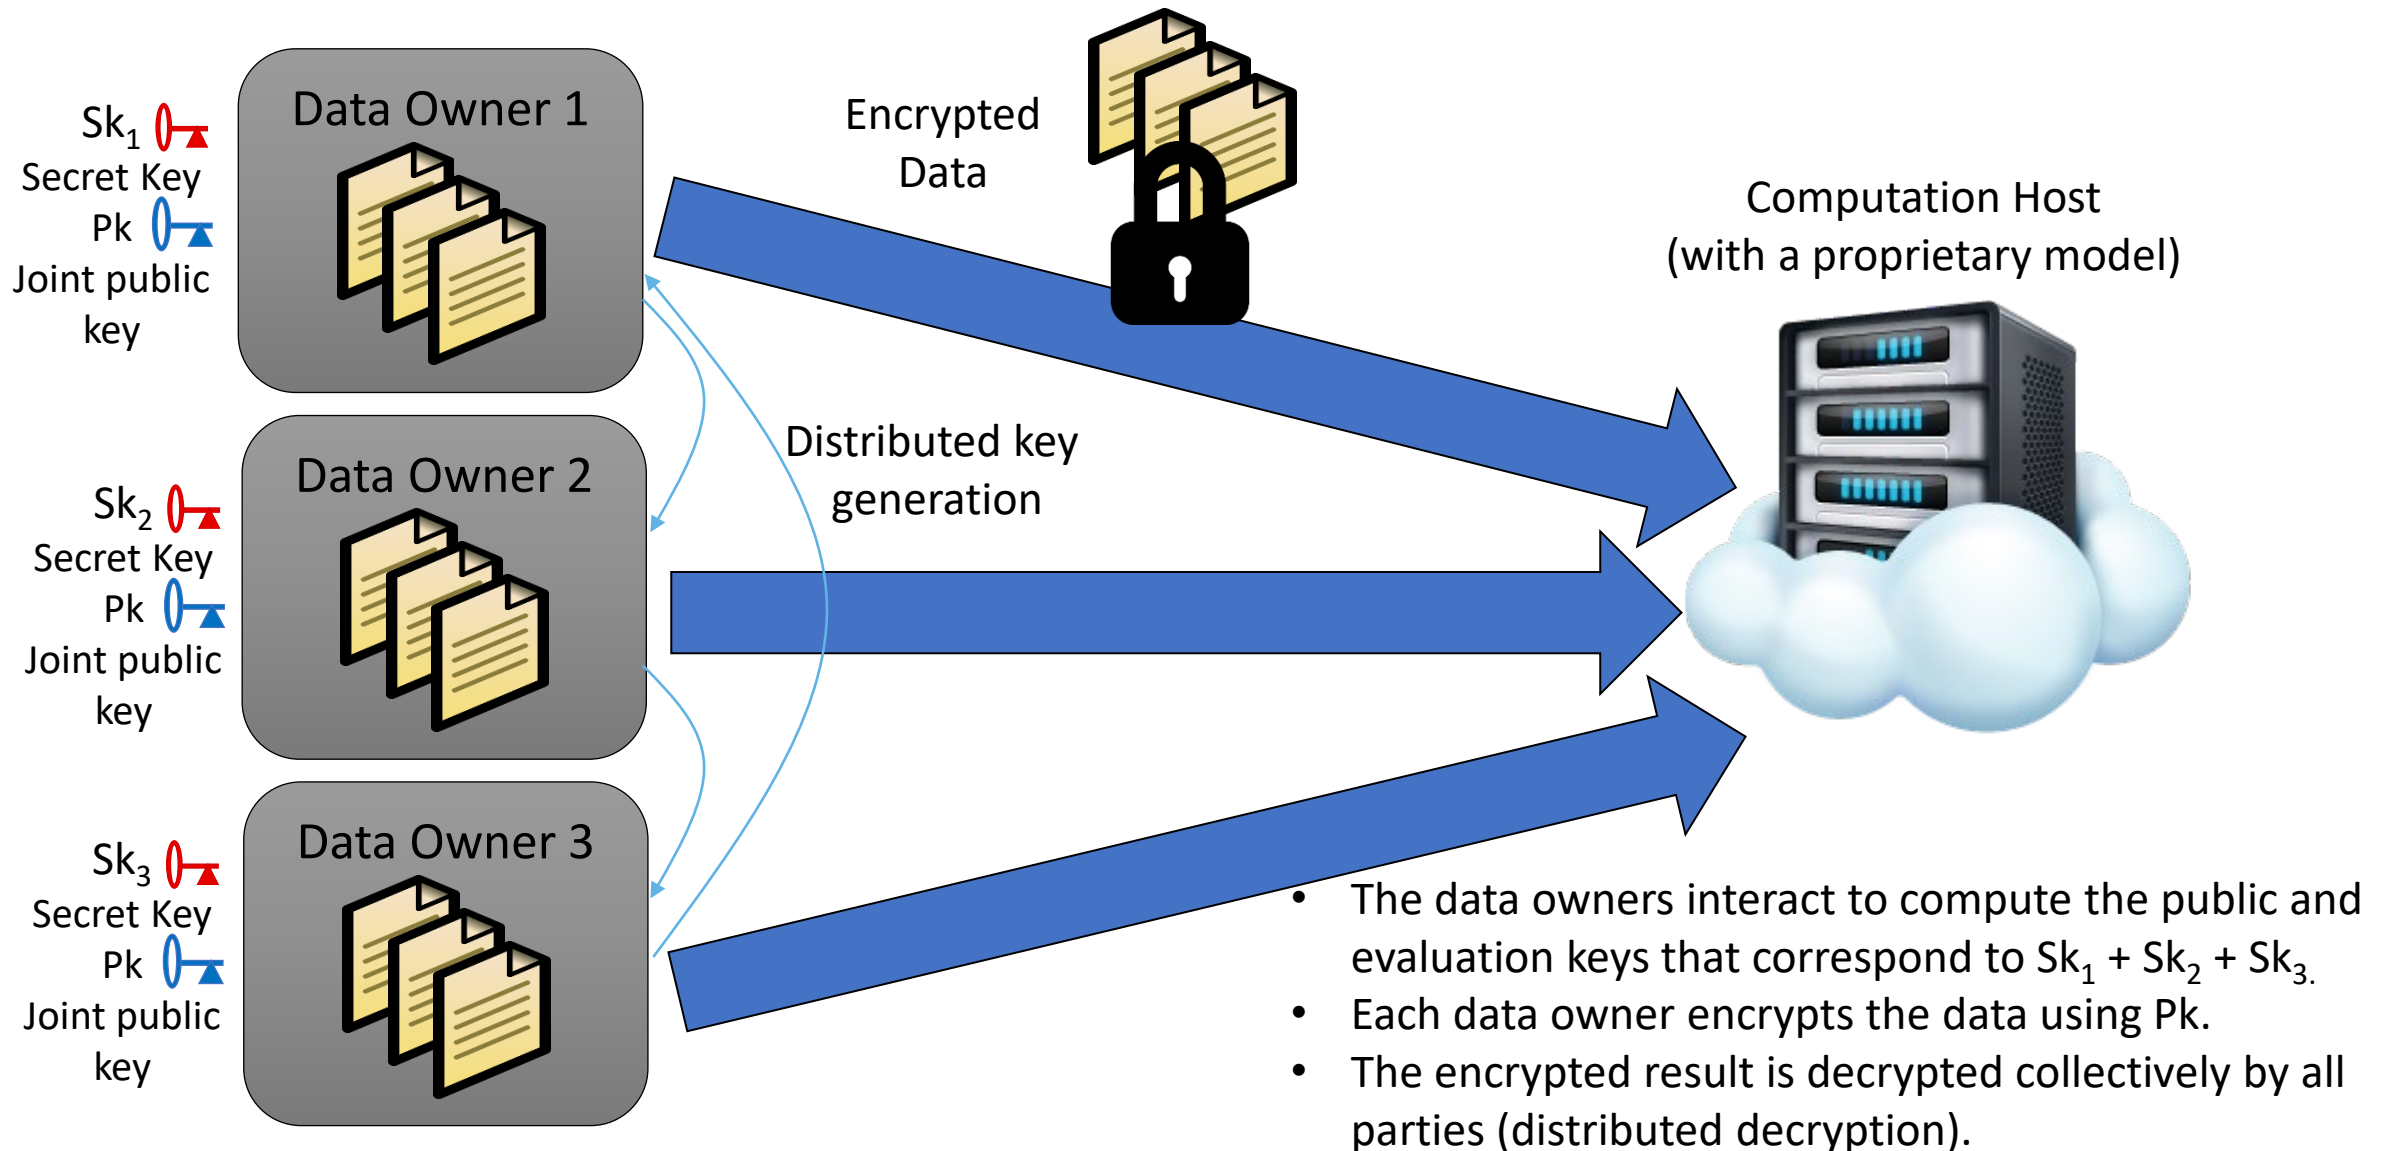 Sk₁
Secret Key
Pk
Joint public
key
Data Owner 1
Sk₂
Secret Key
Pk
Joint public
key
Data Owner 2
Sk₃
Secret Key
Pk
Joint public
key
Data Owner 3
Encrypted
Data
Distributed key
generation
Computation Host
(with a proprietary model)
• The data owners interact to compute the public and
evaluation keys that correspond to Sk₁ + Sk₂ + Sk₃.
• Each data owner encrypts the data using Pk.
• The encrypted result is decrypted collectively by all
parties (distributed decryption).